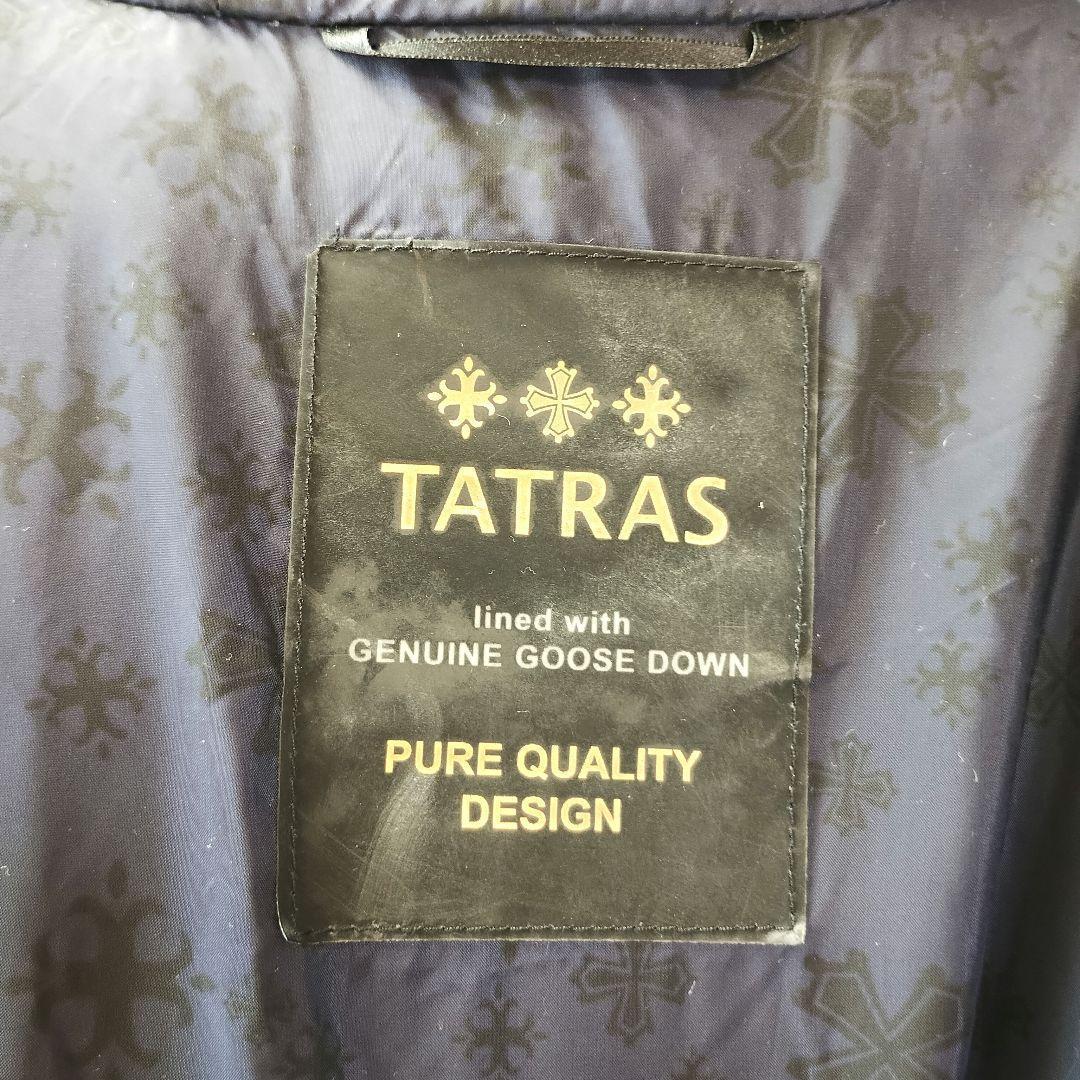 TATRAS
lined with
GENUINE GOOSE DOWN
PURE QUALITY
DESIGN